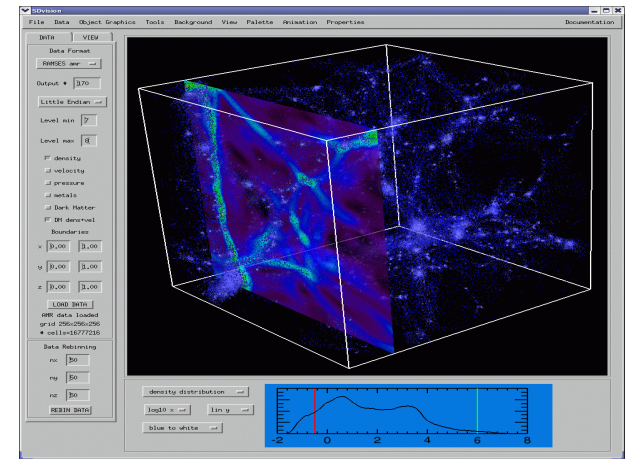 SDvision
File Data Object Graphics Tools Background View Palette Animation Properties Documentation
DATA VIEW
Data Format
RAMSES amr
Output # 170
Little Endian
Level min 7
Level max 8
density
velocity
pressure
metals
Dark Matter
DM dens+vel
Boundaries
x 0.00 1.00
y 0.00 1.00
z 0.00 1.00
LOAD DATA
AMR data loaded
grid 256x256x256
# cells=16777216
Data Rebinning
nx 50
ny 50
nz 50
REBIN DATA
density distribution
log10 x lin y
blue to white
-2 0 2 4 6 8